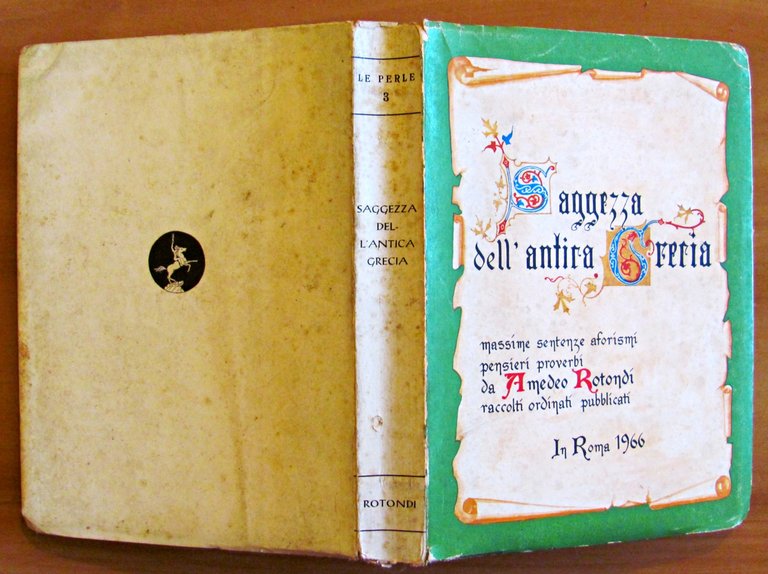 LE PERLE
3
SAGGEZZA
DEL-
L'ANTICA
GRECIA
ROTONDI
Saggezza
dell' antica Grecia
massime sentenze aforismi
pensieri proverbi
da Amedeo Rotondi
raccolti ordinati pubblicati
In Roma 1966